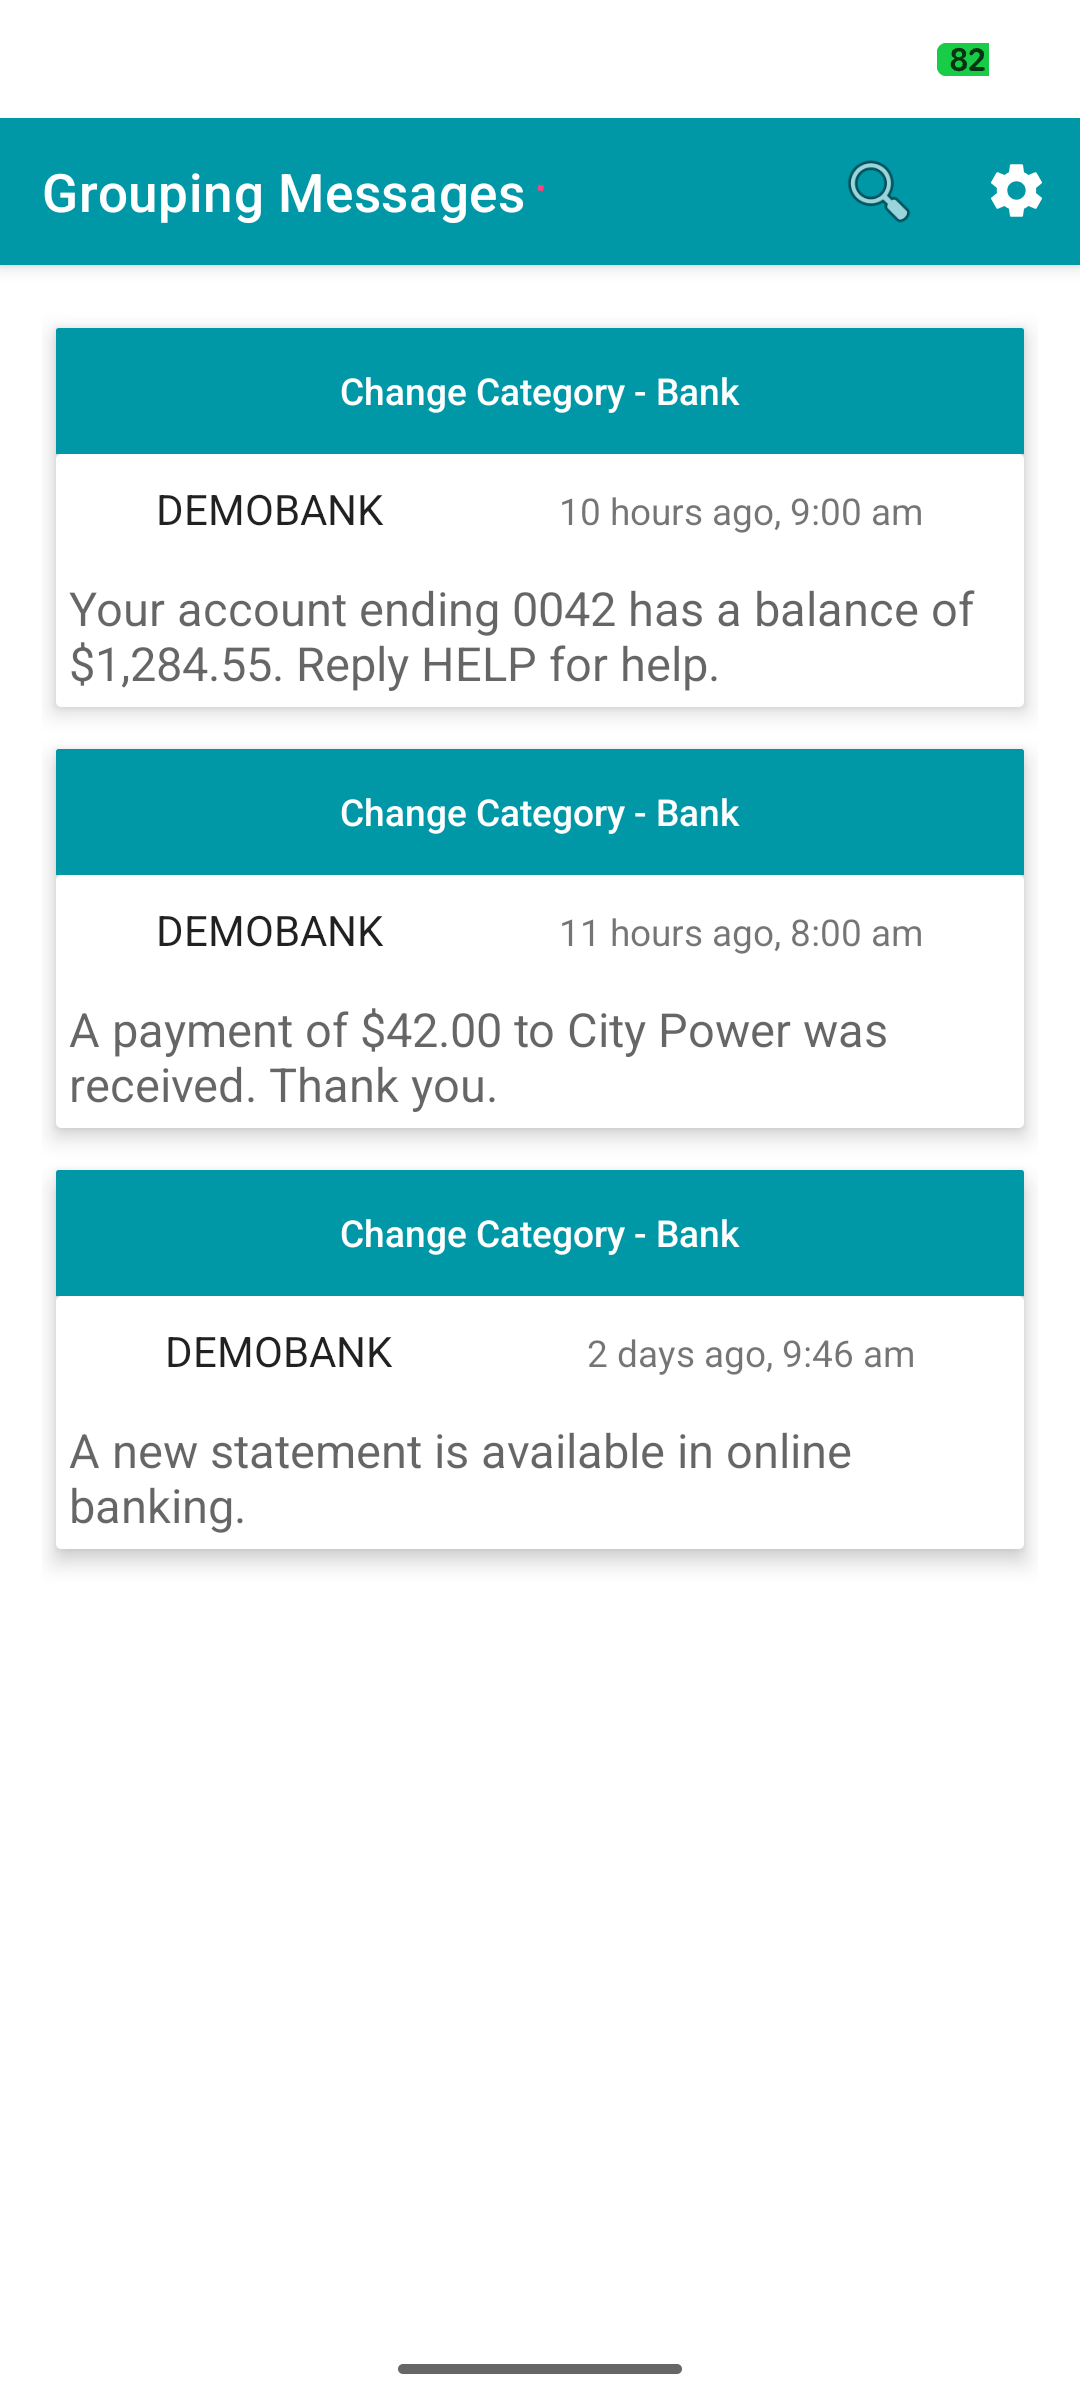 82
Grouping Messages
Change Category - Bank
DEMOBANK 10 hours ago, 9:00 am
Your account ending 0042 has a balance of
$1,284.55. Reply HELP for help.
Change Category - Bank
DEMOBANK 11 hours ago, 8:00 am
A payment of $42.00 to City Power was
received. Thank you.
Change Category - Bank
DEMOBANK 2 days ago, 9:46 am
A new statement is available in online
banking.